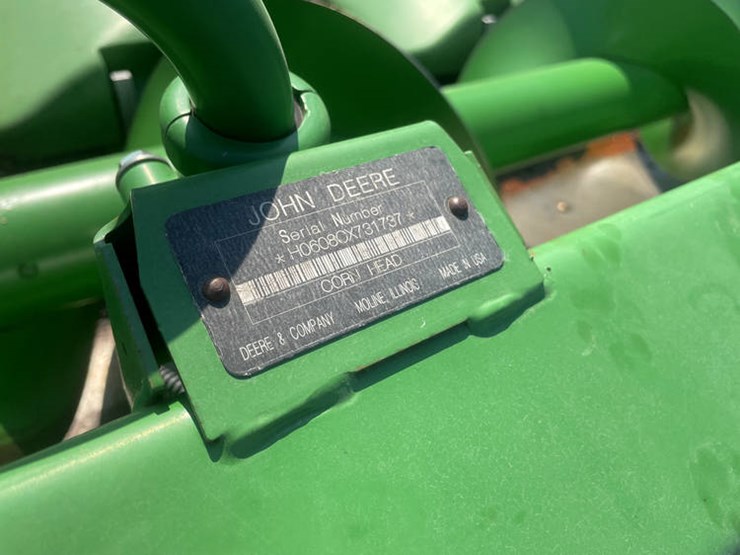 JOHN DEERE
Serial Number
*H0608CX731737*
CORN HEAD
DEERE & COMPANY MOLINE ILLINOIS MADE IN USA